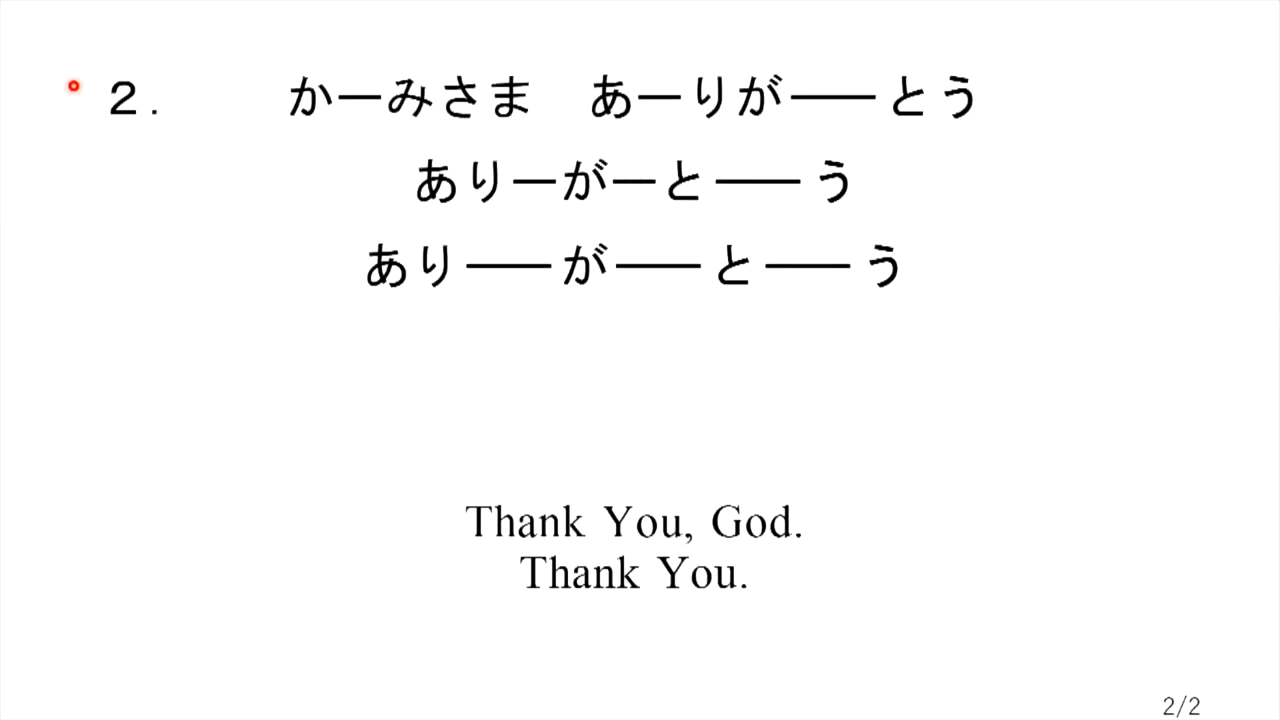 ２． かーみさま　あーりが――とう
ありーがーと――う
あり――が――と――う
Thank You, God.
Thank You.
2/2